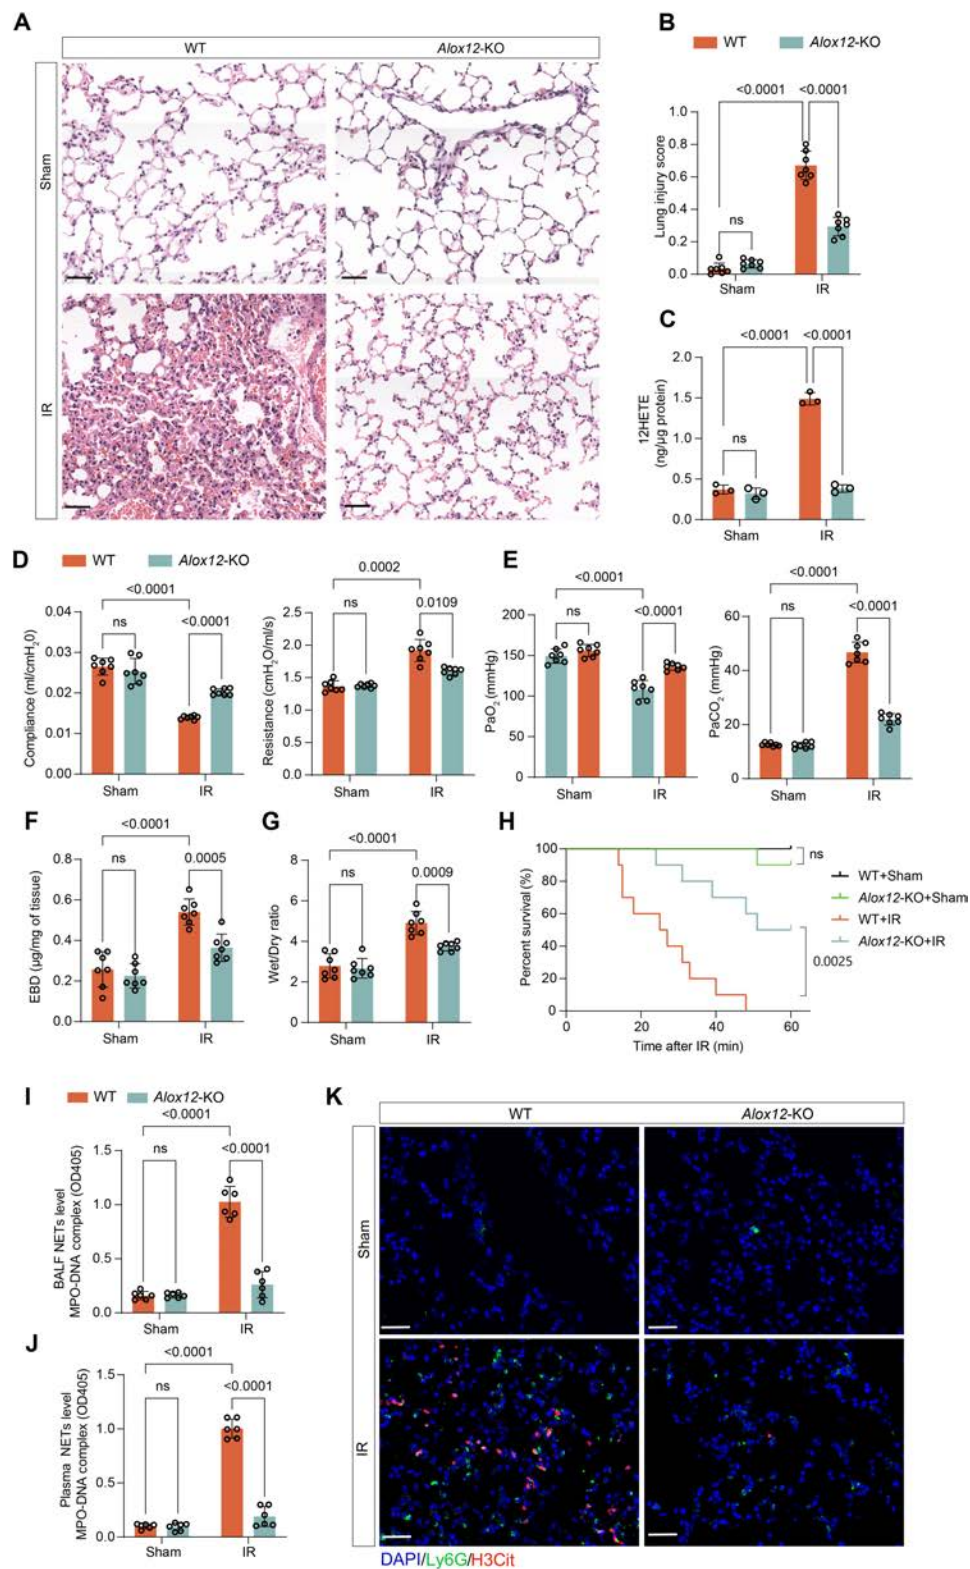 A
WT
Alox12-KO
Sham
IR
B
WT
Alox12-KO
<0.0001
<0.0001
ns
Lung injury score
1.0
0.8
0.6
0.4
0.2
0.0
Sham
IR
C
<0.0001
<0.0001
ns
12HETE
(ng/µg protein)
2.0
1.5
1.0
0.5
0.0
Sham
IR
D
WT
Alox12-KO
<0.0001
ns
<0.0001
Compliance (ml/cmH20)
0.04
0.03
0.02
0.01
0.00
Sham
IR
0.0002
ns
0.0109
Resistance (cmH2O/ml/s)
2.5
2.0
1.5
1.0
0.5
0.0
Sham
IR
E
<0.0001
ns
<0.0001
PaO2
(mmHg)
200
150
100
50
0
Sham
IR
<0.0001
ns
<0.0001
PaCO2
(mmHg)
60
40
20
0
Sham
IR
F
<0.0001
ns
0.0005
EBD (µg/mg of tissue)
0.8
0.6
0.4
0.2
0.0
Sham
IR
G
<0.0001
ns
0.0009
Wet/Dry ratio
8
6
4
2
0
Sham
IR
H
Percent survival (%)
100
80
60
40
20
0
0
20
40
60
Time after IR (min)
ns
0.0025
WT+Sham
Alox12-KO+Sham
WT+IR
Alox12-KO+IR
I
WT
Alox12-KO
<0.0001
ns
<0.0001
BALF NETs level
MPO-DNA complex (OD405)
1.5
1.0
0.5
0.0
Sham
IR
J
<0.0001
ns
<0.0001
Plasma NETs level
MPO-DNA complex (OD405)
1.5
1.0
0.5
0.0
Sham
IR
K
WT
Alox12-KO
Sham
IR
DAPI/Ly6G/H3Cit